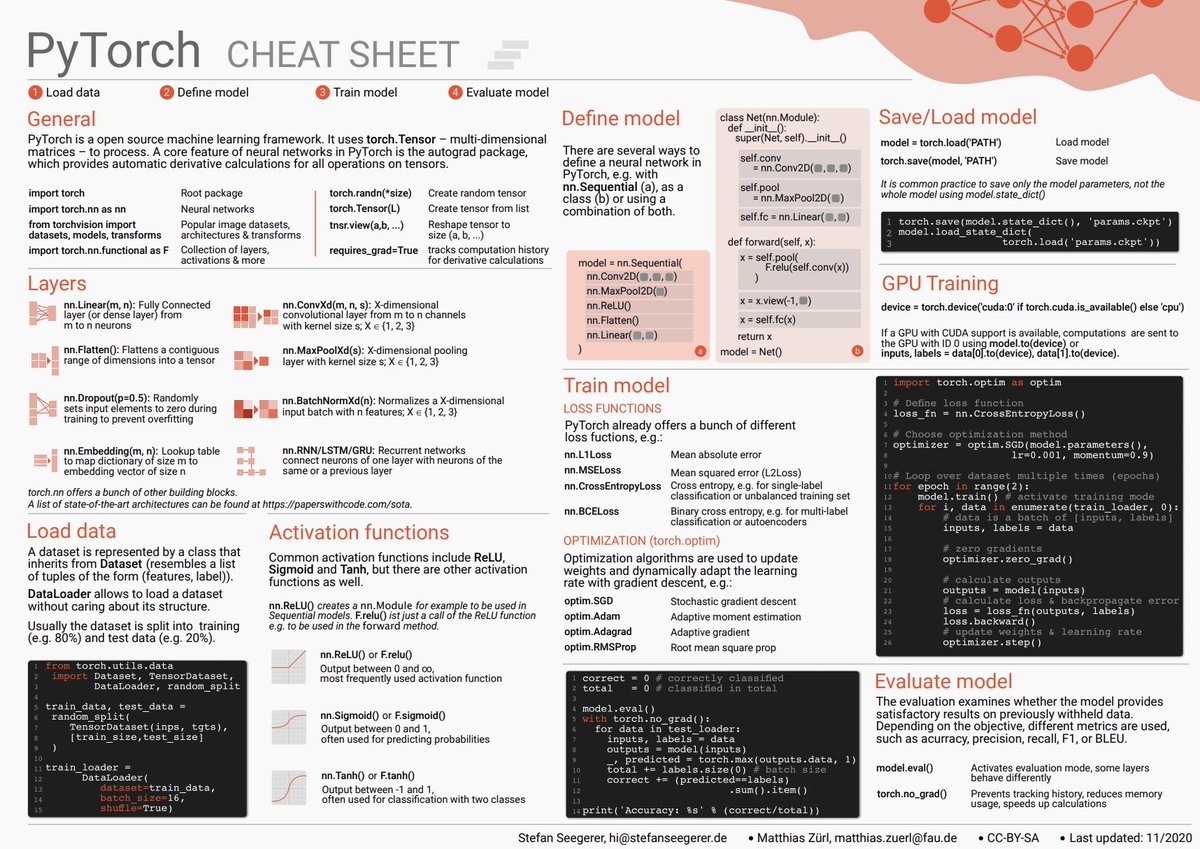 PyTorch CHEAT SHEET
1 Load data
2 Define model
3 Train model
4 Evaluate model
General
PyTorch is a open source machine learning framework. It uses torch.Tensor – multi-dimensional
matrices – to process. A core feature of neural networks in PyTorch is the autograd package,
which provides automatic derivative calculations for all operations on tensors.
import torch
Root package
import torch.nn as nn
Neural networks
from torchvision import
datasets, models, transforms
Popular image datasets,
architectures & transforms
import torch.nn.functional as F
Collection of layers,
activations & more
torch.randn(*size)
Create random tensor
torch.Tensor(L)
Create tensor from list
tnsr.view(a,b, ...)
Reshape tensor to
size (a, b, ...)
requires_grad=True
tracks computation history
for derivative calculations
Layers
nn.Linear(m, n): Fully Connected
layer (or dense layer) from
m to n neurons
nn.ConvXd(m, n, s): X-dimensional
convolutional layer from m to n channels
with kernel size s; X ∈ {1, 2, 3}
nn.Flatten(): Flattens a contiguous
range of dimensions into a tensor
nn.MaxPoolXd(s): X-dimensional pooling
layer with kernel size s; X ∈ {1, 2, 3}
nn.Dropout(p=0.5): Randomly
sets input elements to zero during
training to prevent overfitting
nn.BatchNormXd(n): Normalizes a X-dimensional
input batch with n features; X ∈ {1, 2, 3}
nn.Embedding(m, n): Lookup table
to map dictionary of size m to
embedding vector of size n
nn.RNN/LSTM/GRU: Recurrent networks
connect neurons of one layer with neurons of the
same or a previous layer
torch.nn offers a bunch of other building blocks.
A list of state-of-the-art architectures can be found at https://paperswithcode.com/sota.
Load data
A dataset is represented by a class that
inherits from Dataset (resembles a list
of tuples of the form (features, label)).
DataLoader allows to load a dataset
without caring about its structure.
Usually the dataset is split into training
(e.g. 80%) and test data (e.g. 20%).
1 from torch.utils.data
2 import Dataset, TensorDataset,
3 DataLoader, random_split
4
5 train_data, test_data =
6 random_split(
7 TensorDataset(inps, tgts),
8 [train_size,test_size]
9 )
10
11 train_loader =
12 DataLoader(
13 dataset=train_data,
14 batch_size=16,
15 shuffle=True)
Activation functions
Common activation functions include ReLU,
Sigmoid and Tanh, but there are other activation
functions as well.
nn.ReLU() creates a nn.Module for example to be used in
Sequential models. F.relu() ist just a call of the ReLU function
e.g. to be used in the forward method.
nn.ReLU() or F.relu()
Output between 0 and ∞,
most frequently used activation function
nn.Sigmoid() or F.sigmoid()
Output between 0 and 1,
often used for predicting probabilities
nn.Tanh() or F.tanh()
Output between -1 and 1,
often used for classification with two classes
Define model
There are several ways to
define a neural network in
PyTorch, e.g. with
nn.Sequential (a), as a
class (b) or using a
combination of both.
model = nn.Sequential(
nn.Conv2D( , , )
nn.MaxPool2D( )
nn.ReLU()
nn.Flatten()
nn.Linear( , )
)
a
class Net(nn.Module):
def __init__():
super(Net, self).__init__()
self.conv
= nn.Conv2D( , , )
self.pool
= nn.MaxPool2D( )
self.fc = nn.Linear( , )
def forward(self, x):
x = self.pool(
F.relu(self.conv(x))
)
x = x.view(-1, )
x = self.fc(x)
return x
model = Net()
b
Save/Load model
model = torch.load('PATH')
Load model
torch.save(model, 'PATH')
Save model
It is common practice to save only the model parameters, not the
whole model using model.state_dict()
1 torch.save(model.state_dict(), 'params.ckpt')
2 model.load_state_dict(
3 torch.load('params.ckpt'))
GPU Training
device = torch.device('cuda:0' if torch.cuda.is_available() else 'cpu')
If a GPU with CUDA support is available, computations are sent to
the GPU with ID 0 using model.to(device) or
inputs, labels = data[0].to(device), data[1].to(device).
Train model
LOSS FUNCTIONS
PyTorch already offers a bunch of different
loss fuctions, e.g.:
nn.L1Loss
Mean absolute error
nn.MSELoss
Mean squared error (L2Loss)
nn.CrossEntropyLoss
Cross entropy, e.g. for single-label
classification or unbalanced training set
nn.BCELoss
Binary cross entropy, e.g. for multi-label
classification or autoencoders
OPTIMIZATION (torch.optim)
Optimization algorithms are used to update
weights and dynamically adapt the learning
rate with gradient descent, e.g.:
optim.SGD
Stochastic gradient descent
optim.Adam
Adaptive moment estimation
optim.Adagrad
Adaptive gradient
optim.RMSProp
Root mean square prop
1 import torch.optim as optim
2
3 # Define loss function
4 loss_fn = nn.CrossEntropyLoss()
5
6 # Choose optimization method
7 optimizer = optim.SGD(model.parameters(),
8 lr=0.001, momentum=0.9)
9
10 # Loop over dataset multiple times (epochs)
11 for epoch in range(2):
12 model.train() # activate training mode
13 for i, data in enumerate(train_loader, 0):
14 # data is a batch of [inputs, labels]
15 inputs, labels = data
16
17 # zero gradients
18 optimizer.zero_grad()
19
20 # calculate outputs
21 outputs = model(inputs)
22 # calculate loss & backpropagate error
23 loss = loss_fn(outputs, labels)
24 loss.backward()
25 # update weights & learning rate
26 optimizer.step()
1 correct = 0 # correctly classified
2 total = 0 # classified in total
3
4 model.eval()
5 with torch.no_grad():
6 for data in test_loader:
7 inputs, labels = data
8 outputs = model(inputs)
9 _, predicted = torch.max(outputs.data, 1)
10 total += labels.size(0) # batch size
11 correct += (predicted==labels)
12 .sum().item()
13
14 print('Accuracy: %s' % (correct/total))
Evaluate model
The evaluation examines whether the model provides
satisfactory results on previously withheld data.
Depending on the objective, different metrics are used,
such as acurracy, precision, recall, F1, or BLEU.
model.eval()
Activates evaluation mode, some layers
behave differently
torch.no_grad()
Prevents tracking history, reduces memory
usage, speeds up calculations
Stefan Seegerer, hi@stefanseegerer.de • Matthias Zürl, matthias.zuerl@fau.de • CC-BY-SA • Last updated: 11/2020